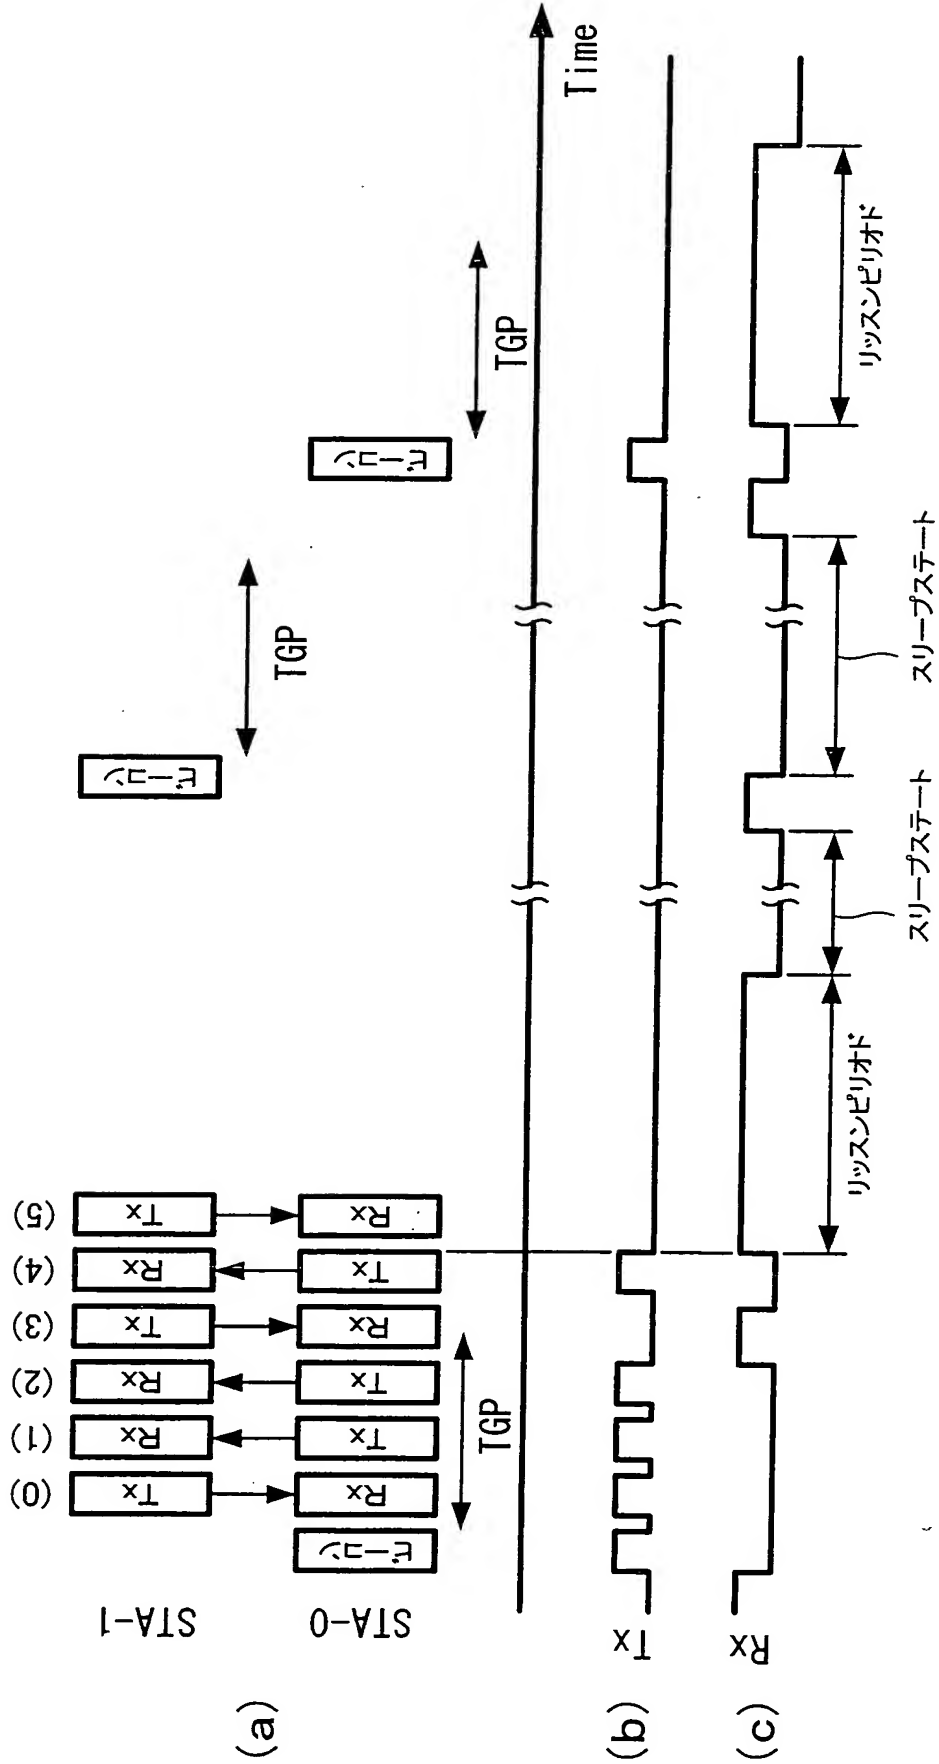 (a)
STA-1
STA-0
(0)
(1)
(2)
(3)
(4)
(5)
Tx
Rx
Rx
Tx
Rx
Tx
ビーコン
Rx
Tx
Tx
Rx
Tx
Rx
TGP
ビーコン
TGP
ビーコン
TGP
Time
(b)
Tx
(c)
Rx
リッスンピリオド
スリープステート
スリープステート
リッスンピリオド